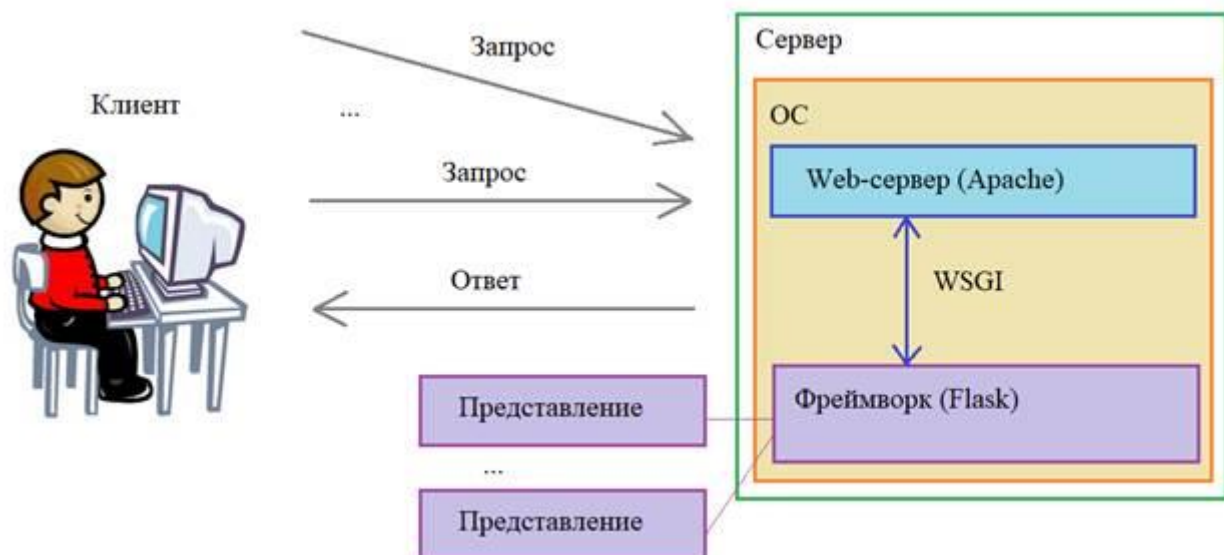 Запрос
Сервер
Клиент
...
ОС
Запрос
Web-сервер (Apache)
Ответ
WSGI
Представление
Фреймворк (Flask)
...
Представление